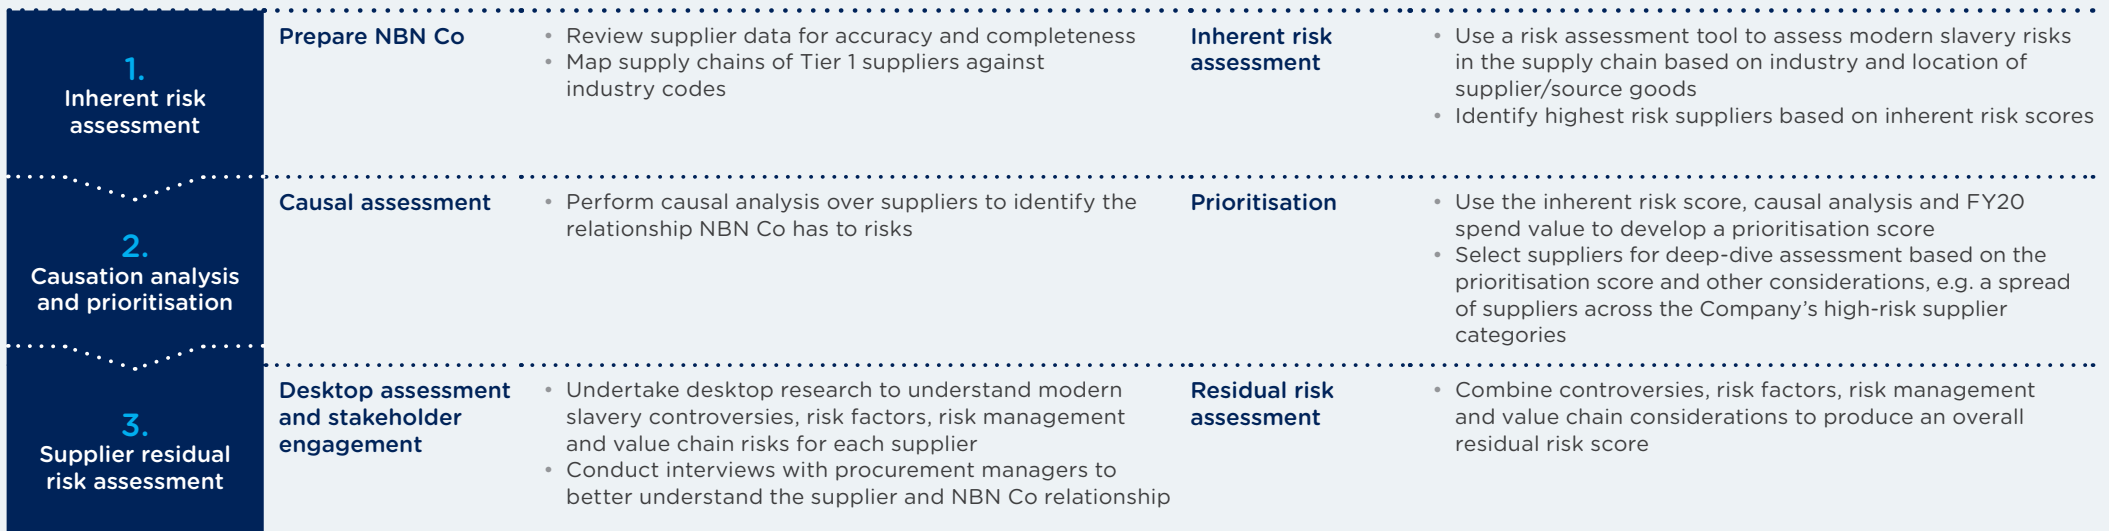 1.
Inherent risk
assessment
Prepare NBN Co
• Review supplier data for accuracy and completeness
• Map supply chains of Tier 1 suppliers against
industry codes
Inherent risk
assessment
• Use a risk assessment tool to assess modern slavery risks
in the supply chain based on industry and location of
supplier/source goods
• Identify highest risk suppliers based on inherent risk scores
2.
Causation analysis
and prioritisation
Causal assessment
• Perform causal analysis over suppliers to identify the
relationship NBN Co has to risks
Prioritisation
• Use the inherent risk score, causal analysis and FY20
spend value to develop a prioritisation score
• Select suppliers for deep-dive assessment based on the
prioritisation score and other considerations, e.g. a spread
of suppliers across the Company’s high-risk supplier
categories
3.
Supplier residual
risk assessment
Desktop assessment
and stakeholder
engagement
• Undertake desktop research to understand modern
slavery controversies, risk factors, risk management
and value chain risks for each supplier
• Conduct interviews with procurement managers to
better understand the supplier and NBN Co relationship
Residual risk
assessment
• Combine controversies, risk factors, risk management
and value chain considerations to produce an overall
residual risk score